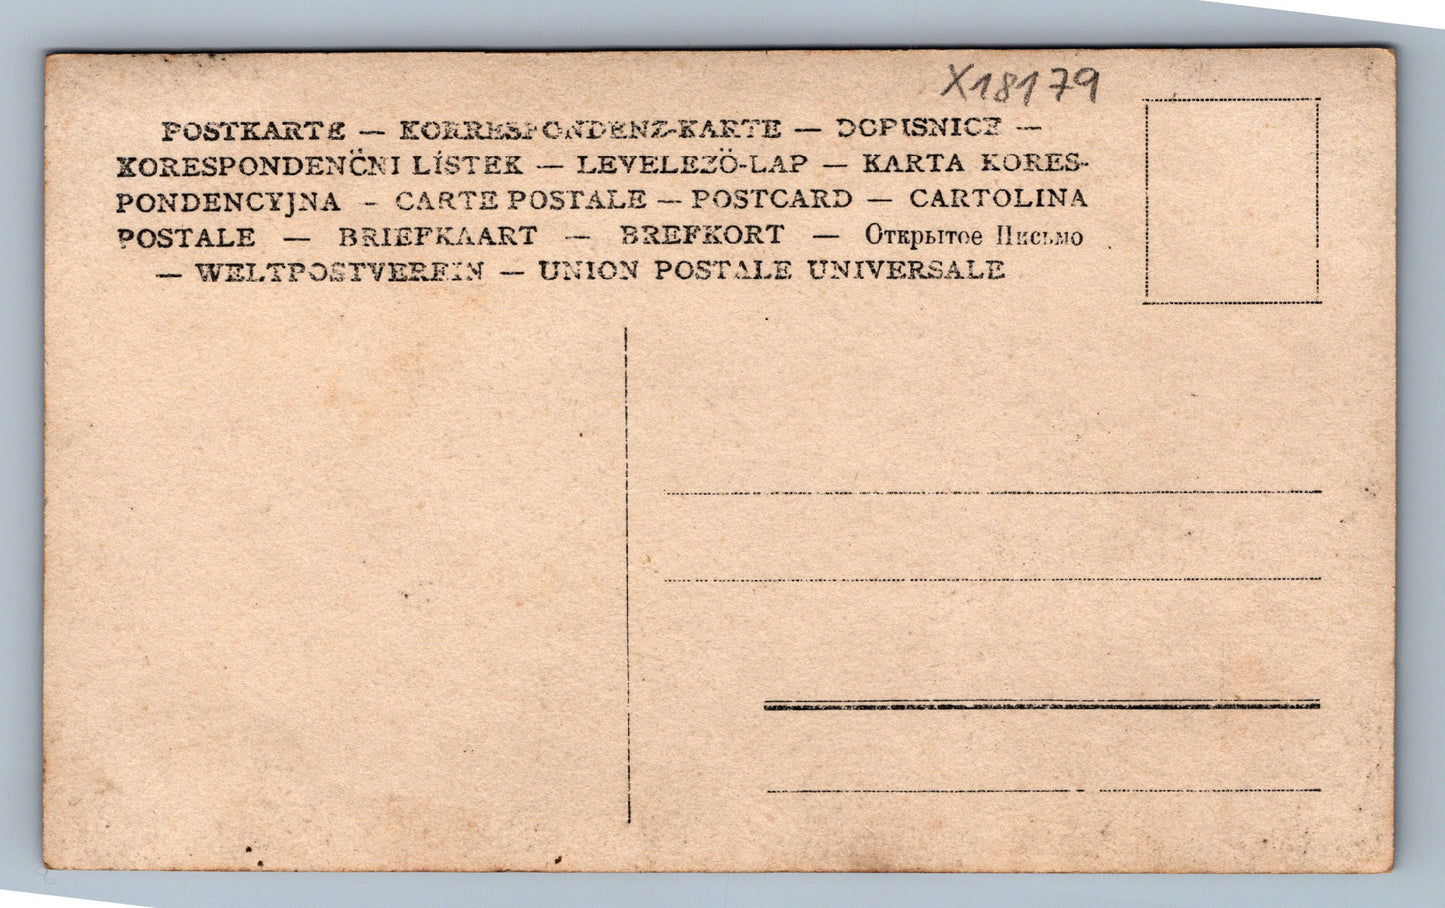 X18179
POSTKARTE — KORRESPONDENZ-KARTE — DOPISNICE —
KORESPONDENČNI LÍSTEK — LEVELEZÖ-LAP — KARTA KORES-
PONDENCYJNA — CARTE POSTALE — POSTCARD — CARTOLINA
POSTALE — BRIEFKAART — BREFKORT — Открытое Письмо
— WELTPOSTVEREIN — UNION POSTALE UNIVERSALE